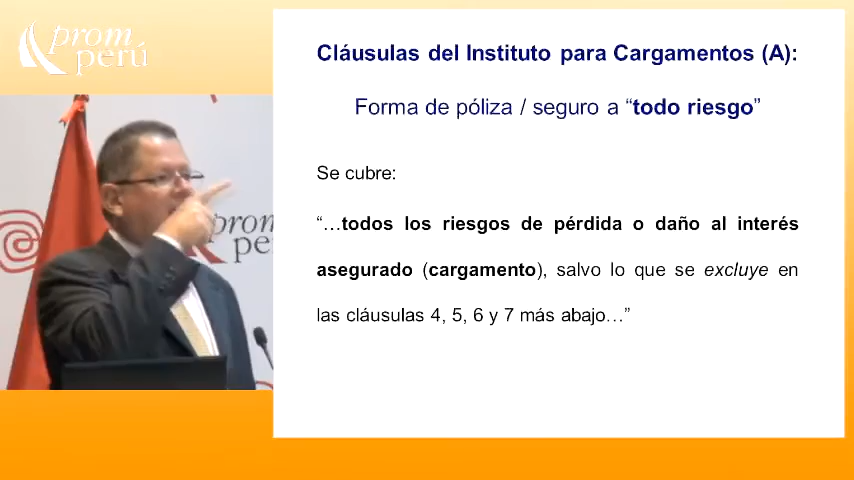 prom
perú
Cláusulas del Instituto para Cargamentos (A):
Forma de póliza / seguro a “todo riesgo”
Se cubre:
“…todos los riesgos de pérdida o daño al interés
asegurado (cargamento), salvo lo que se excluye en
las cláusulas 4, 5, 6 y 7 más abajo…”
prom
pe